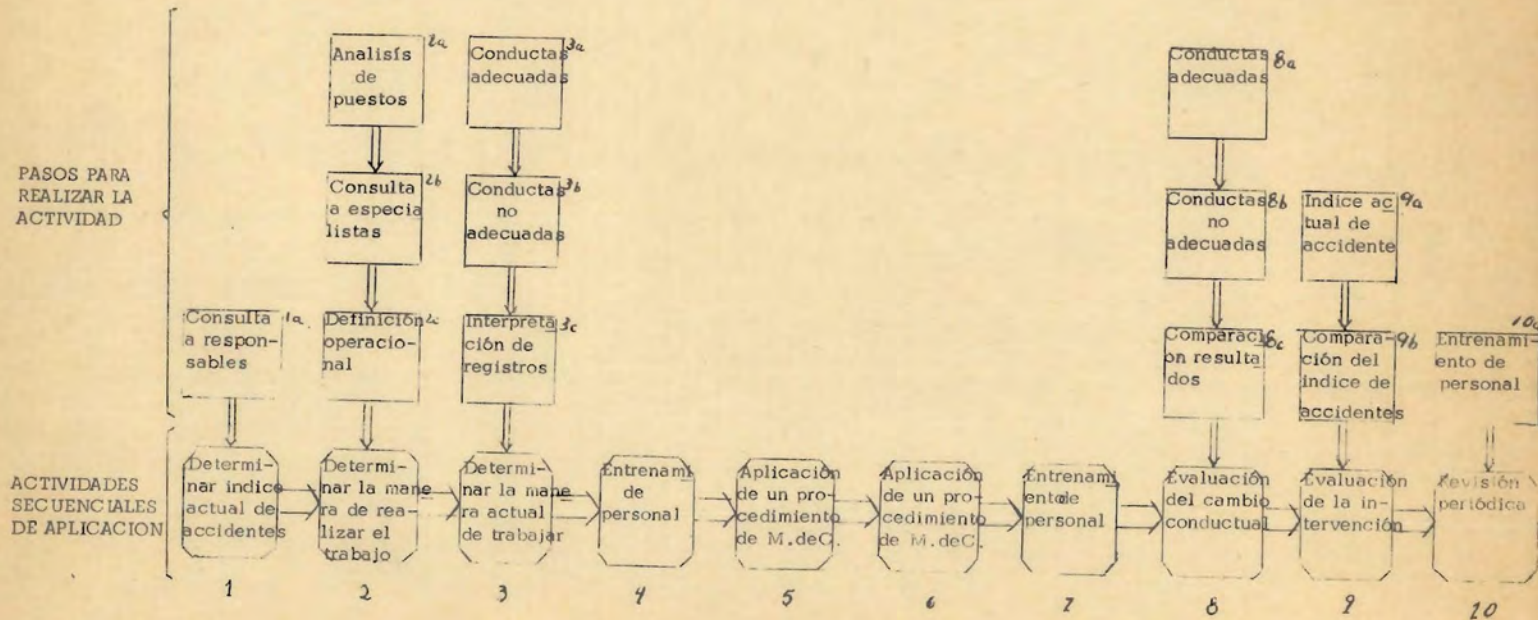 Analisís
de
puestos
2a
Conductas
adecuadas
3a
Conductas
adecuadas
8a
PASOS PARA
REALIZAR LA
ACTIVIDAD
Consulta
a especia
listas
2b
Conductas
no
adecuadas
3b
Conductas
no
adecuadas
8b
Indice ac
tual de
accidente
9a
Consulta
a respon-
sables
1a
Definición
operacio-
nal
Interpreta
ción de
registros
3c
Comparaci
on resulta
dos
8c
Compara-
ción del
indice de
accidentes
9b
Entrenami-
ento de
personal
ACTIVIDADES
SECUENCIALES
DE APLICACION
Determi-
nar indice
actual de
accidentes
Determi-
nar la mane
ra de rea-
lizar el
trabajo
Determi-
nar la mane
ra actual
de trabajar
Entrenami
de
personal
Aplicación
de un pro-
cedimiento
de M.deC.
Aplicación
de un pro-
cedimiento
de M.deC.
Entrenami
ento de
personal
Evaluación
del cambio
conductual
Evaluación
de la in-
tervención
Revisión
periódica
1 2 3 4 5 6 7 8 9 10